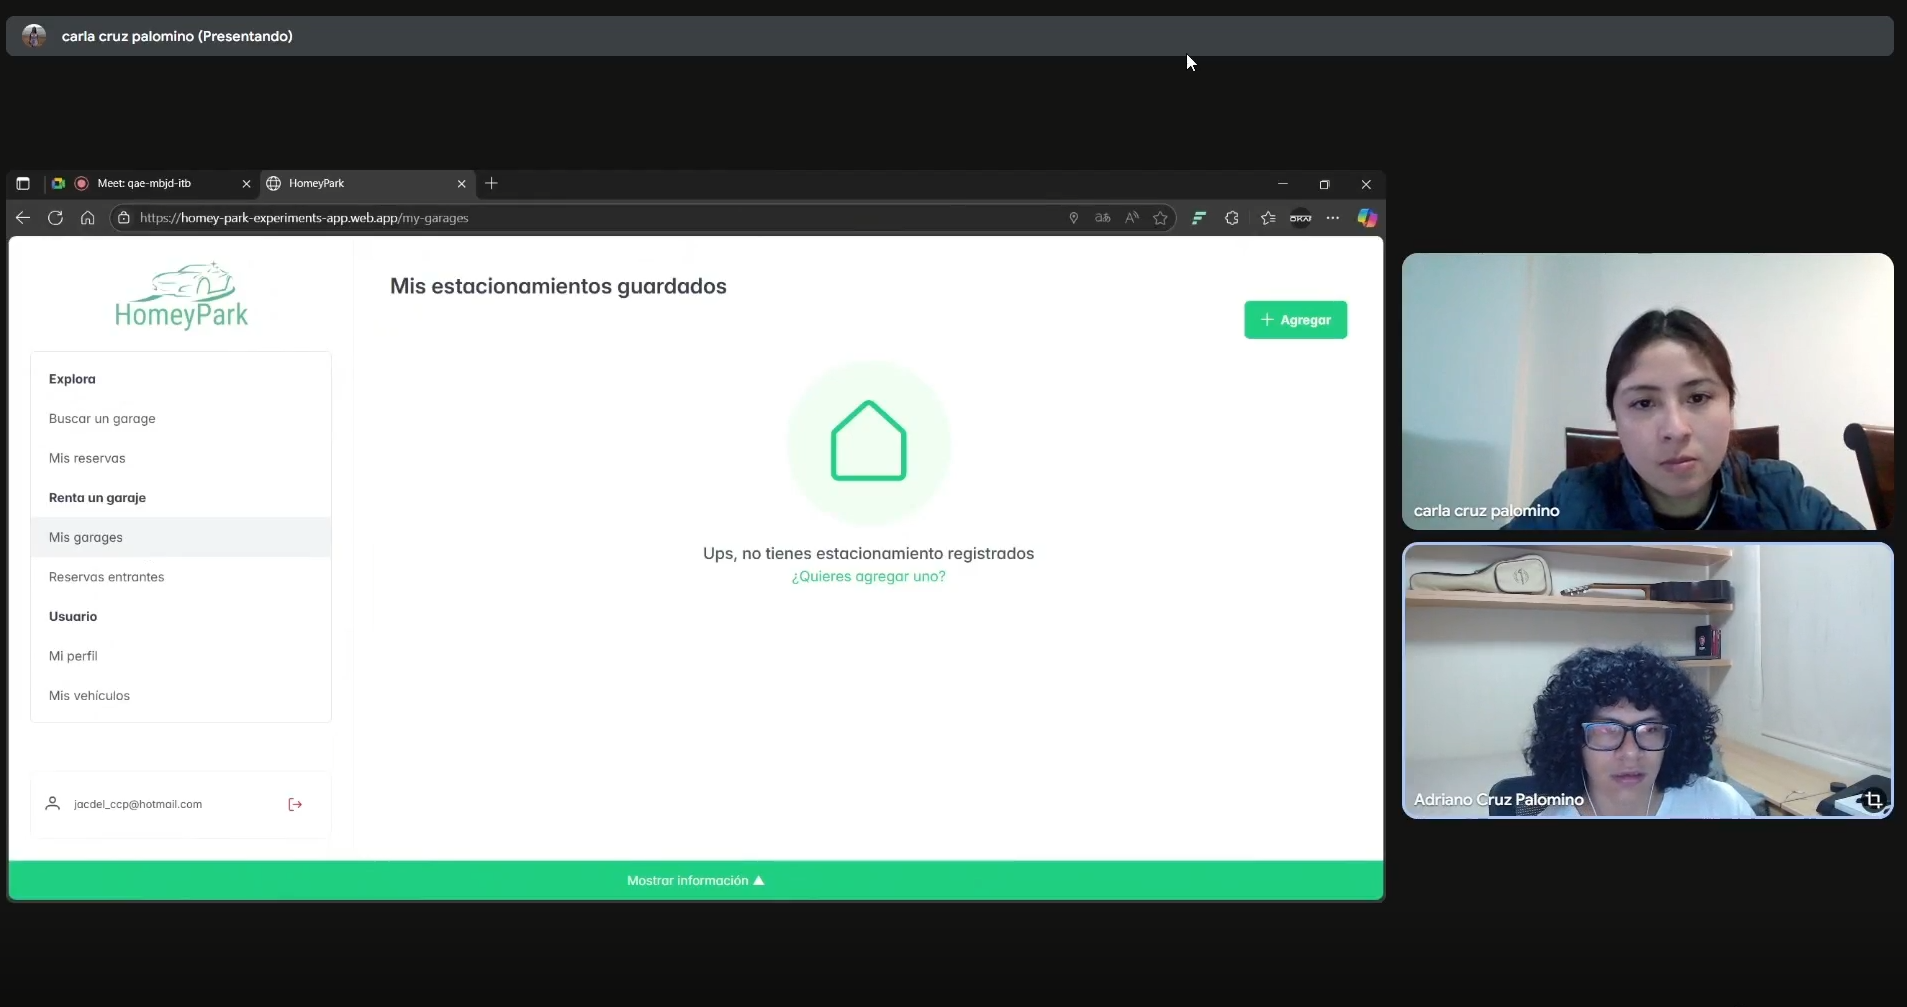 carla cruz palomino (Presentando)
Meet: qae-mbjd-itb
HomeyPark
https://homey-park-experiments-app.web.app/my-garages
HomeyPark
Mis estacionamientos guardados
+ Agregar
Explora
Buscar un garage
Mis reservas
Renta un garaje
Mis garages
Reservas entrantes
Usuario
Mi perfil
Mis vehículos
jacdel_ccp@hotmail.com
Ups, no tienes estacionamiento registrados
¿Quieres agregar uno?
Mostrar información ▲
carla cruz palomino
Adriano Cruz Palomino